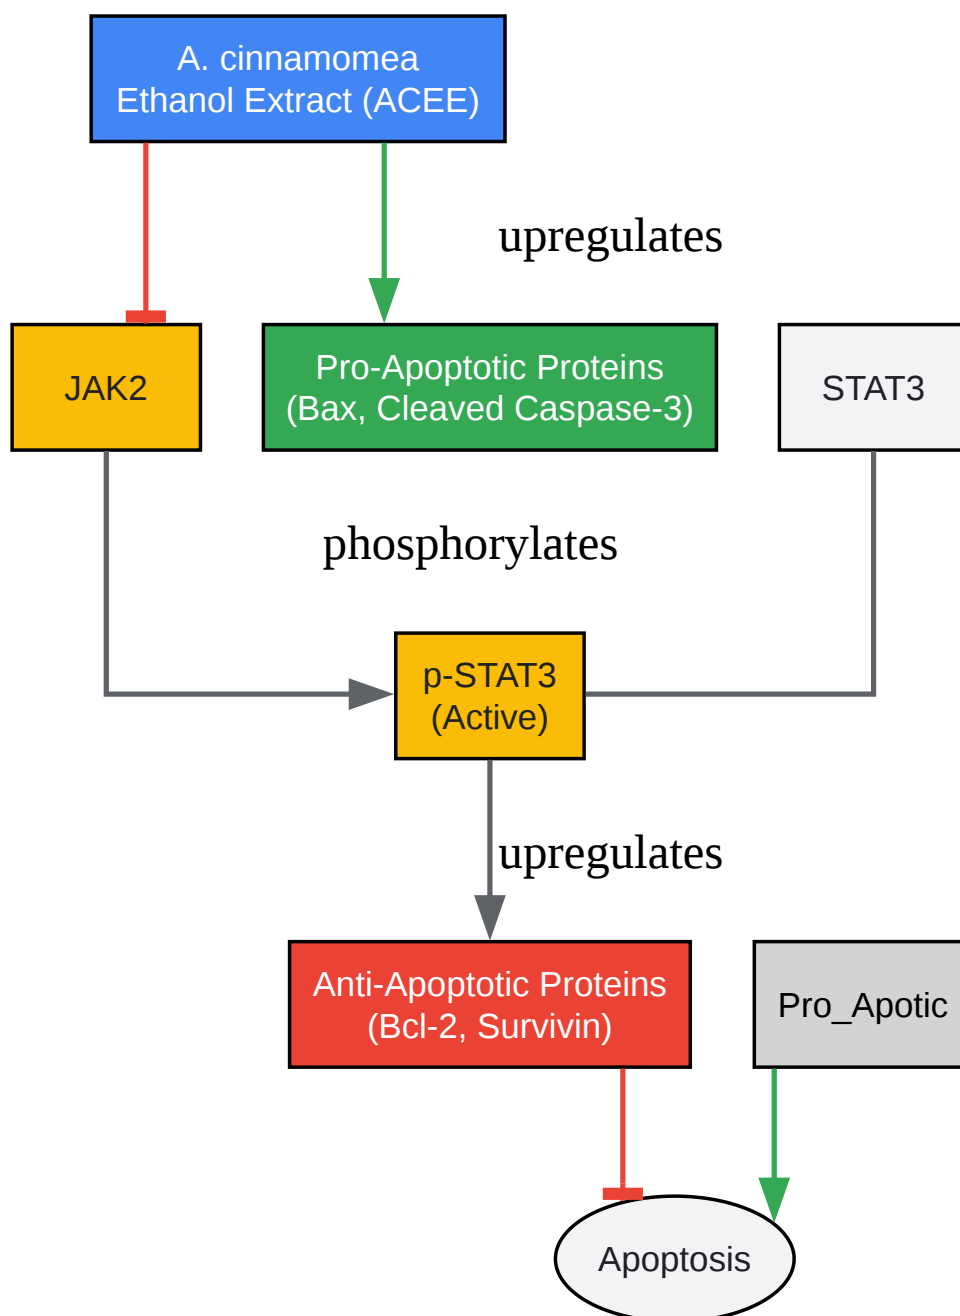 A. cinnamomea
Ethanol Extract (ACEE)
upregulates
JAK2
Pro-Apoptotic Proteins
(Bax, Cleaved Caspase-3)
STAT3
phosphorylates
p-STAT3
(Active)
upregulates
Anti-Apoptotic Proteins
(Bcl-2, Survivin)
Pro_Apotic
Apoptosis